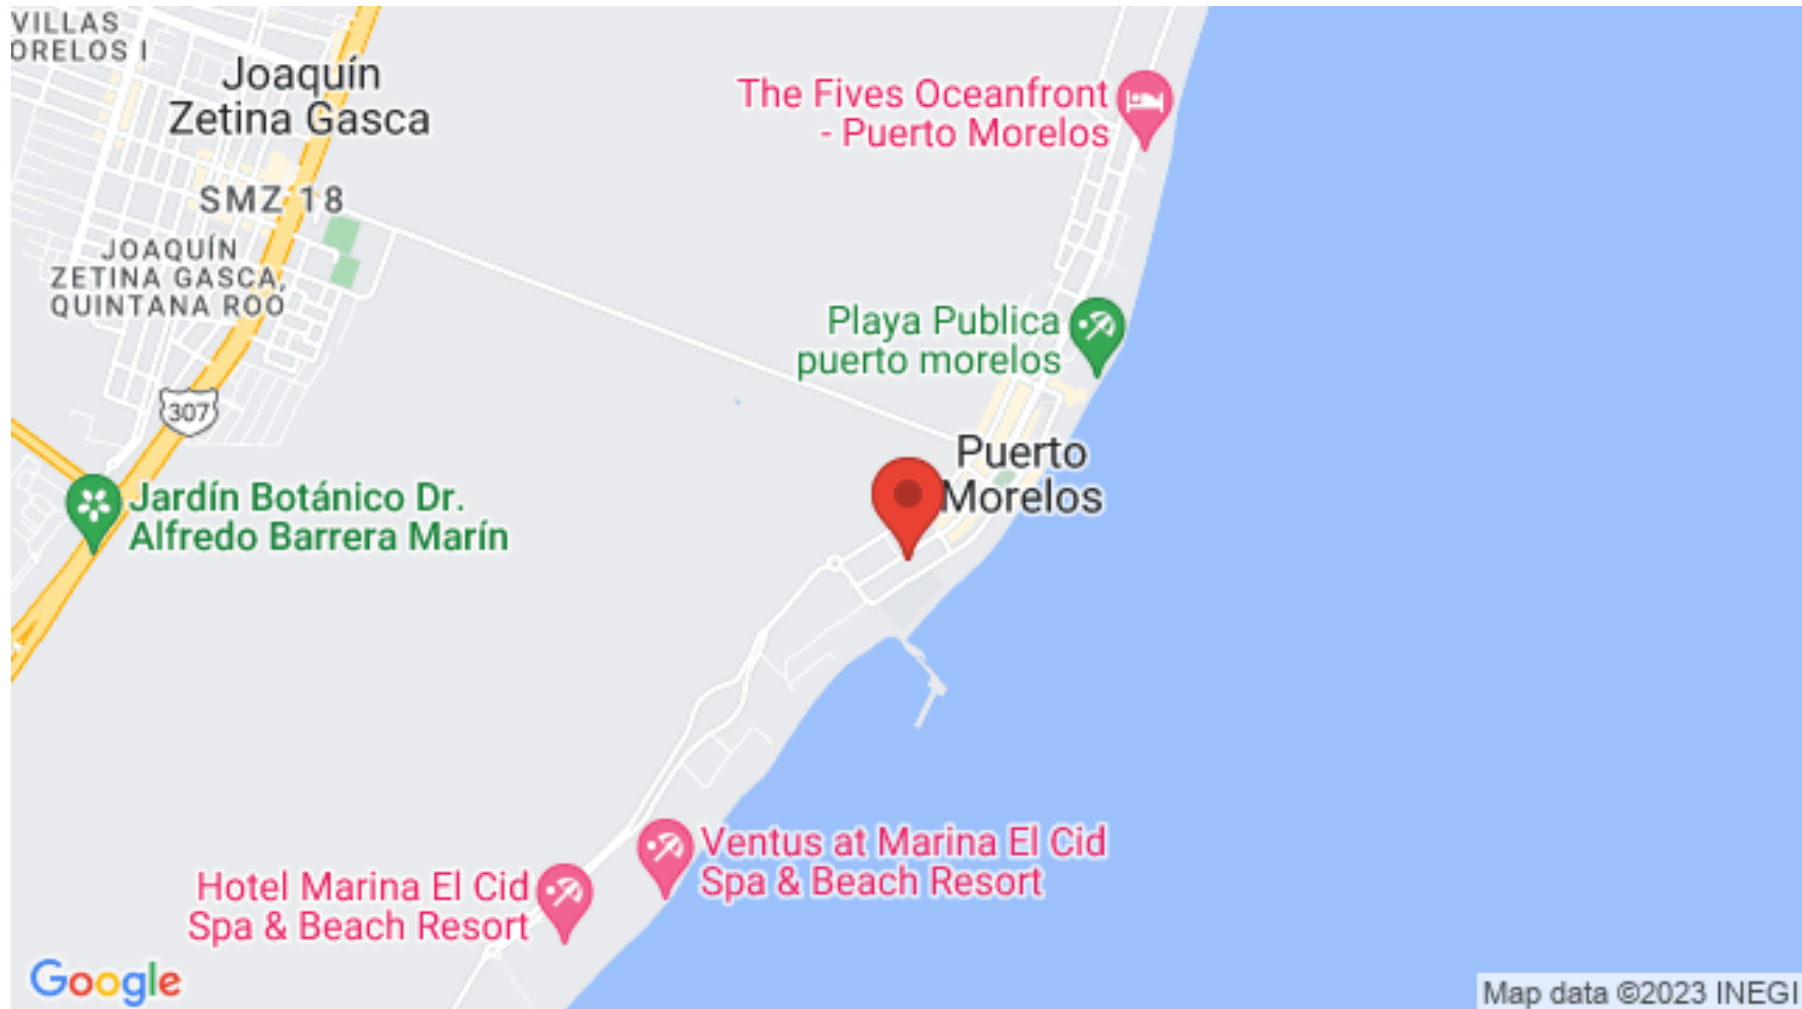 VILLAS
ORELOS I
Joaquín
Zetina Gasca
SMZ 18
JOAQUÍN
ZETINA GASCA,
QUINTANA ROO
307
The Fives Oceanfront
- Puerto Morelos
Playa Publica
puerto morelos
Puerto
Morelos
Jardín Botánico Dr.
Alfredo Barrera Marín
Ventus at Marina El Cid
Spa & Beach Resort
Hotel Marina El Cid
Spa & Beach Resort
Google
Map data ©2023 INEGI